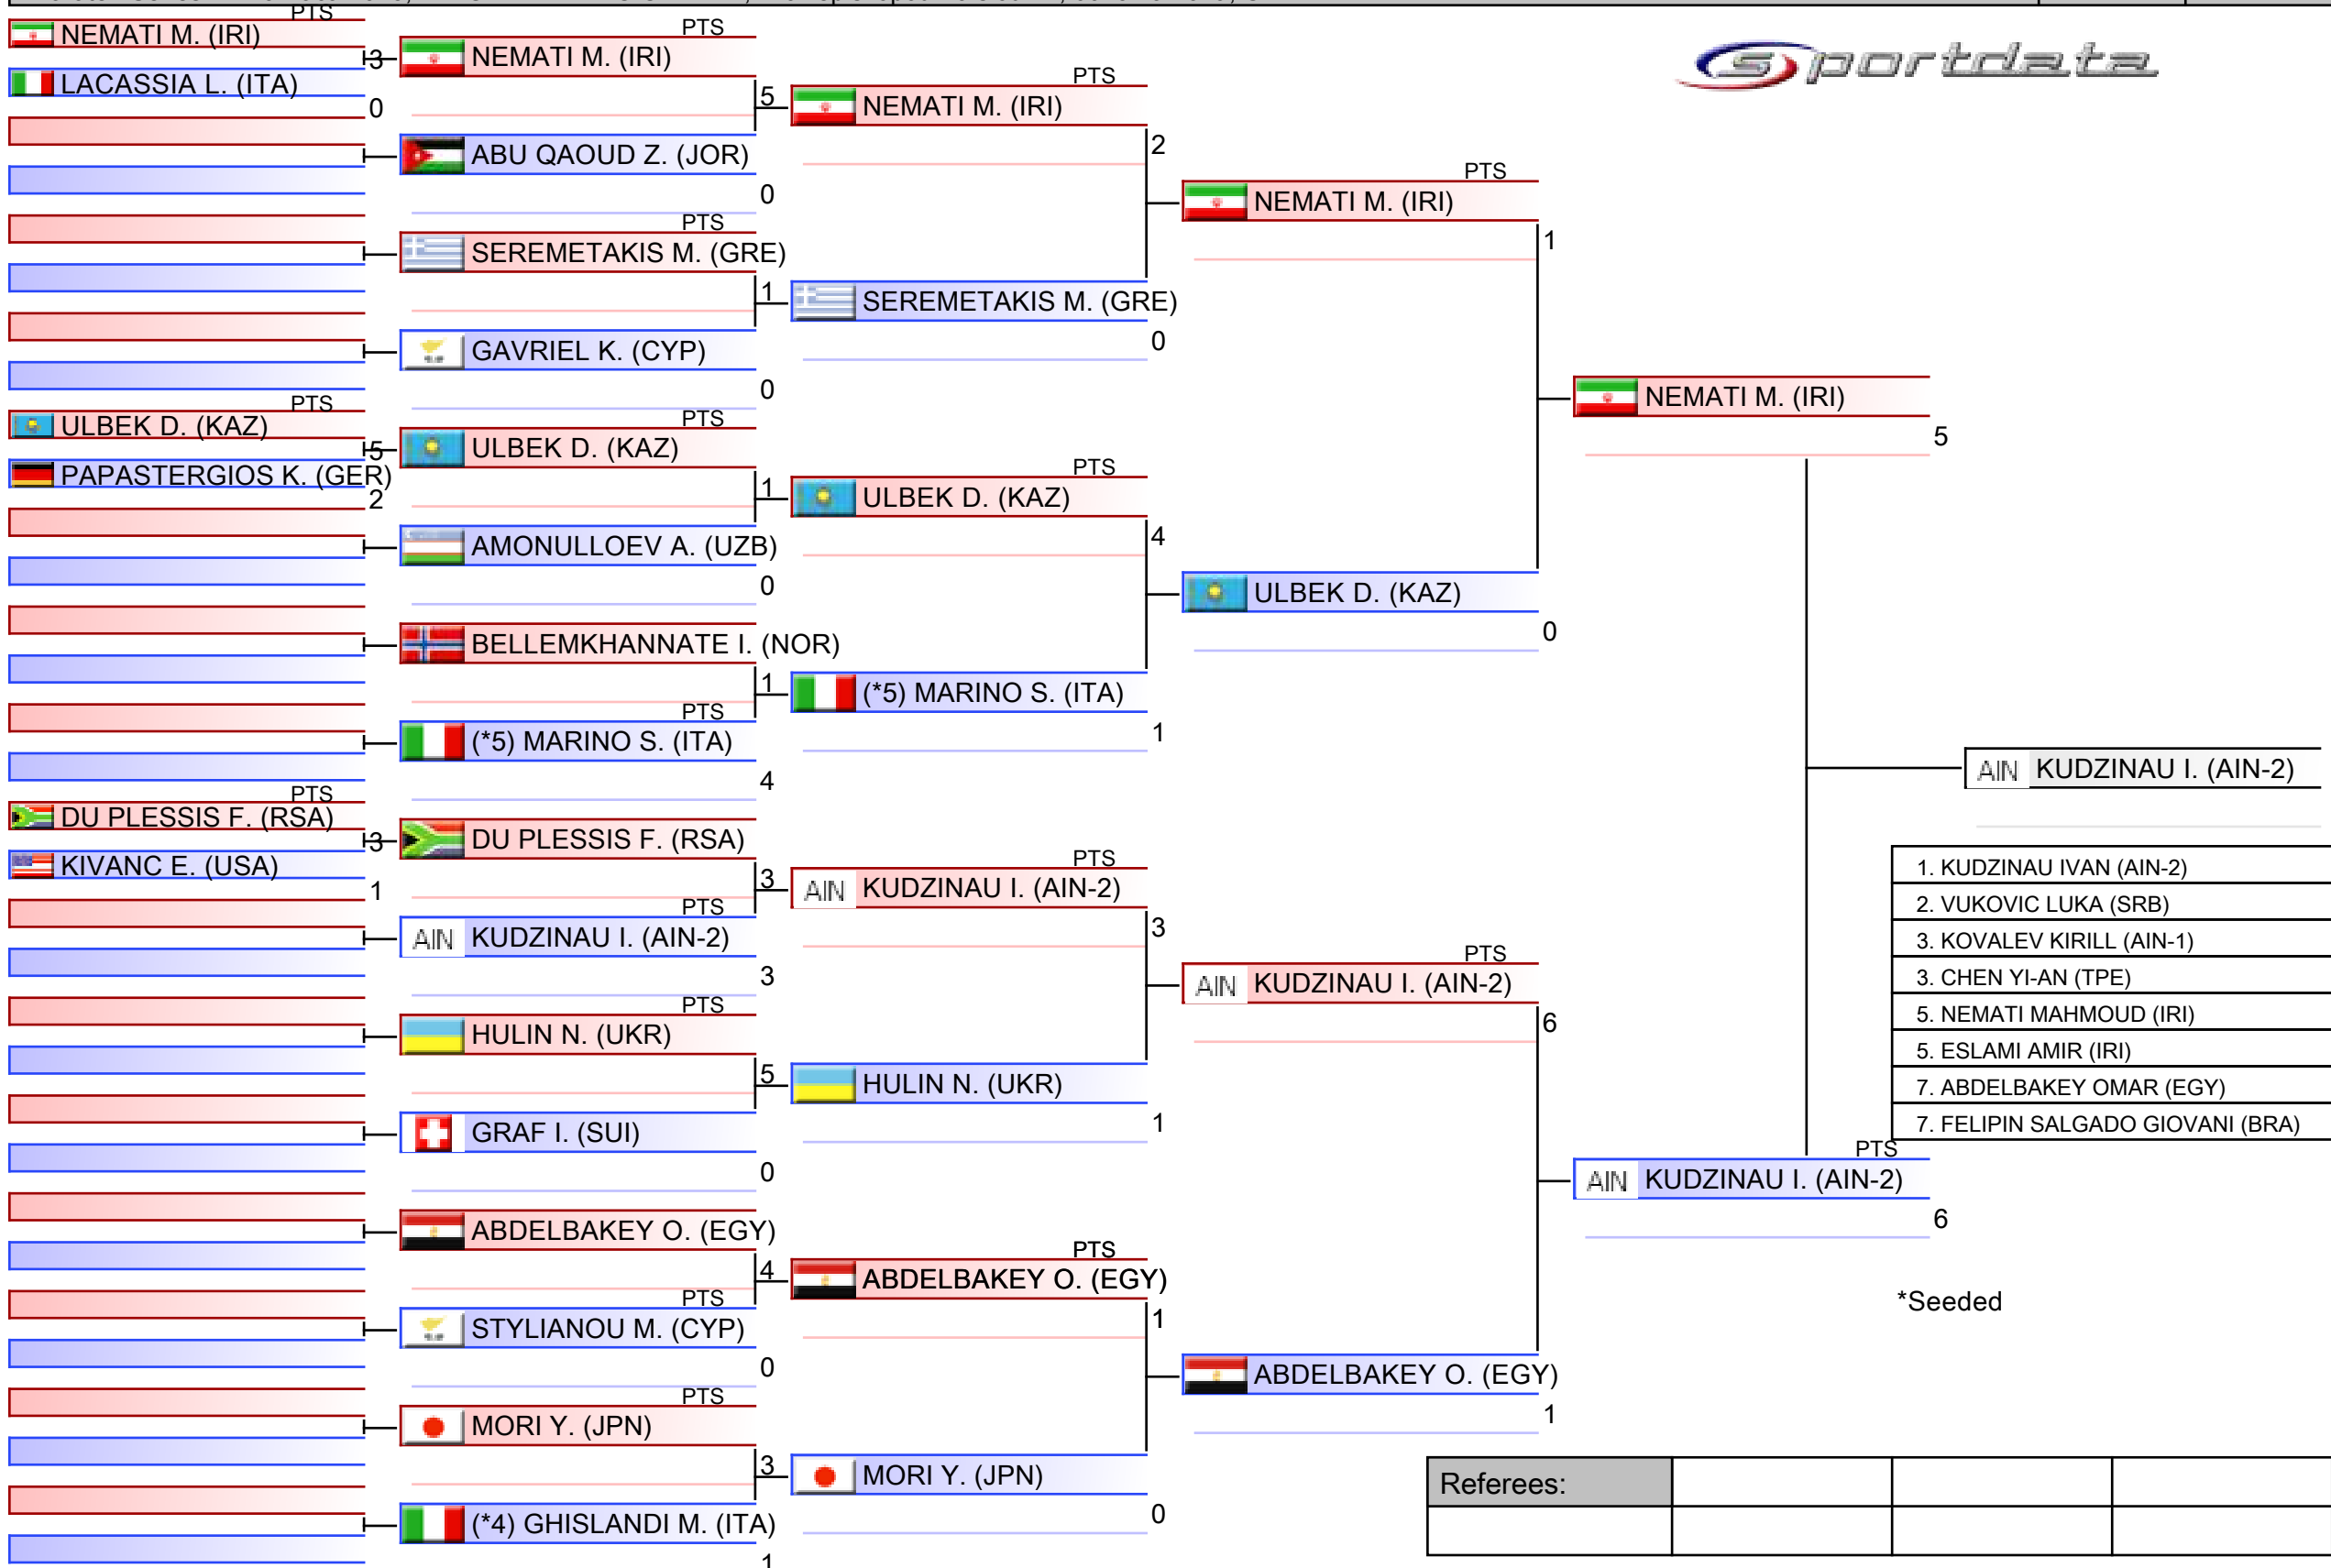 sportdata
PTS
NEMATI M. (IRI)
3
LACASSIA L. (ITA)
0
PTS
ULBEK D. (KAZ)
5
PAPASTERGIOS K. (GER)
2
PTS
DU PLESSIS F. (RSA)
3
KIVANC E. (USA)
1
PTS
NEMATI M. (IRI)
5
ABU QAOUD Z. (JOR)
0
PTS
SEREMETAKIS M. (GRE)
1
GAVRIEL K. (CYP)
0
PTS
ULBEK D. (KAZ)
1
AMONULLOEV A. (UZB)
0
BELLEMKHANNATE I. (NOR)
1
PTS
(*5) MARINO S. (ITA)
4
DU PLESSIS F. (RSA)
3
PTS
AIN KUDZINAU I. (AIN-2)
3
PTS
HULIN N. (UKR)
5
GRAF I. (SUI)
0
ABDELBAKEY O. (EGY)
4
PTS
STYLIANOU M. (CYP)
0
PTS
MORI Y. (JPN)
3
(*4) GHISLANDI M. (ITA)
1
PTS
NEMATI M. (IRI)
2
SEREMETAKIS M. (GRE)
0
PTS
ULBEK D. (KAZ)
4
(*5) MARINO S. (ITA)
1
PTS
AIN KUDZINAU I. (AIN-2)
3
HULIN N. (UKR)
1
PTS
ABDELBAKEY O. (EGY)
1
MORI Y. (JPN)
0
PTS
NEMATI M. (IRI)
1
ULBEK D. (KAZ)
0
PTS
AIN KUDZINAU I. (AIN-2)
6
ABDELBAKEY O. (EGY)
1
NEMATI M. (IRI)
5
PTS
AIN KUDZINAU I. (AIN-2)
6
AIN KUDZINAU I. (AIN-2)
1. KUDZINAU IVAN (AIN-2)
2. VUKOVIC LUKA (SRB)
3. KOVALEV KIRILL (AIN-1)
3. CHEN YI-AN (TPE)
5. NEMATI MAHMOUD (IRI)
5. ESLAMI AMIR (IRI)
7. ABDELBAKEY OMAR (EGY)
7. FELIPIN SALGADO GIOVANI (BRA)
*Seeded
Referees: